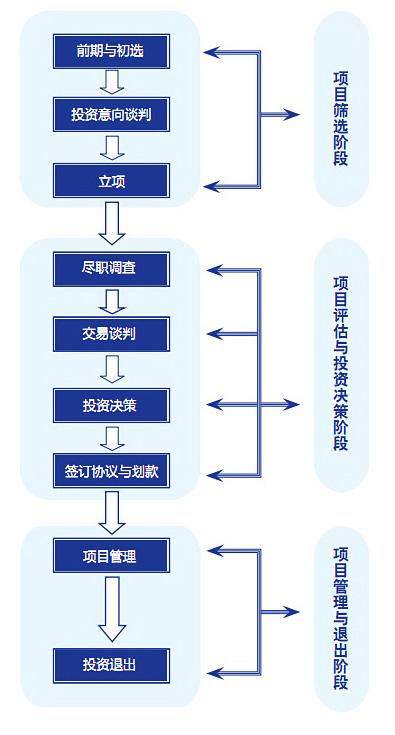 前期与初选
投资意向谈判
立项
项目筛选阶段
尽职调查
交易谈判
投资决策
签订协议与划款
项目评估与投资决策阶段
项目管理
投资退出
项目管理与退出阶段